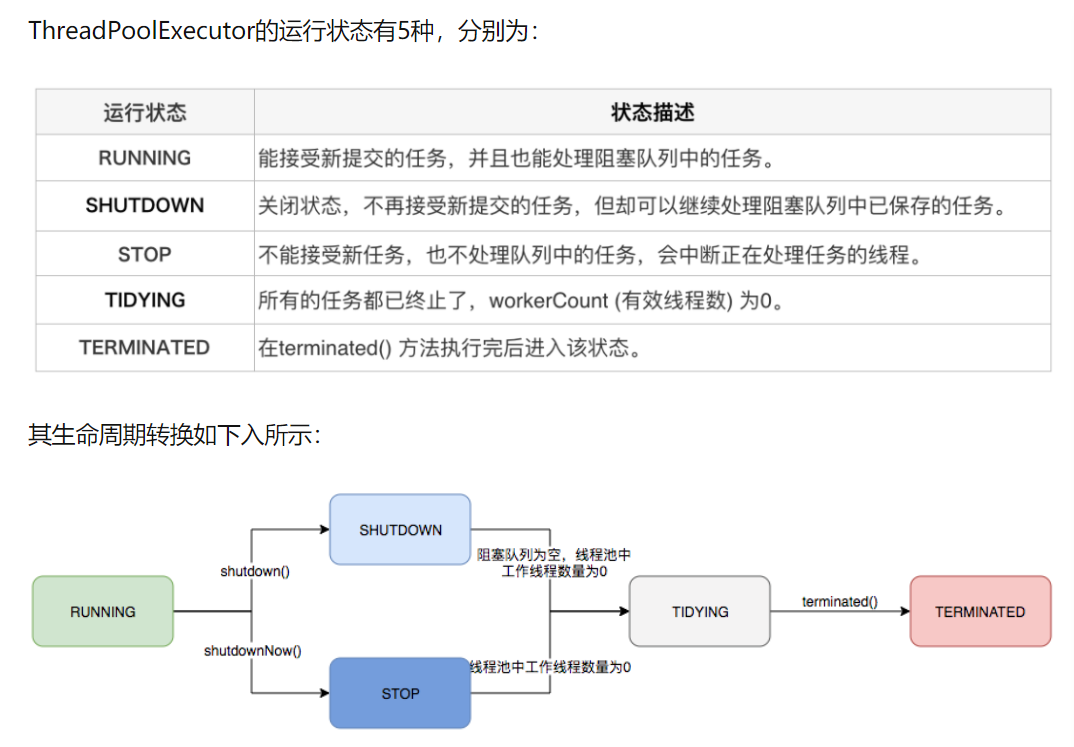 ThreadPoolExecutor的运行状态有5种，分别为：
运行状态 状态描述
RUNNING 能接受新提交的任务，并且也能处理阻塞队列中的任务。
SHUTDOWN 关闭状态，不再接受新提交的任务，但却可以继续处理阻塞队列中已保存的任务。
STOP 不能接受新任务，也不处理队列中的任务，会中断正在处理任务的线程。
TIDYING 所有的任务都已终止了，workerCount (有效线程数) 为0。
TERMINATED 在terminated() 方法执行完后进入该状态。
其生命周期转换如下入所示：
SHUTDOWN
阻塞队列为空，线程池中
工作线程数量为0
shutdown()
RUNNING
TIDYING
terminated()
TERMINATED
shutdownNow()
线程池中工作线程数量为0
STOP